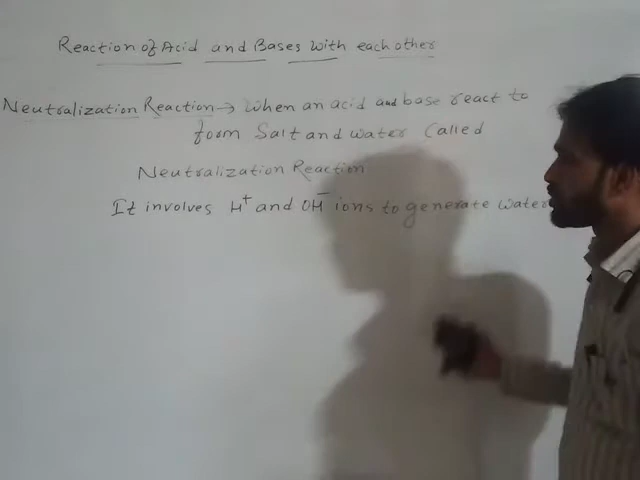 Reaction of Acid and Bases with each other
Neutralization Reaction → When an acid and base react to
form Salt and water Called
Neutralization Reaction
It involves H⁺ and OH⁻ ions to generate water